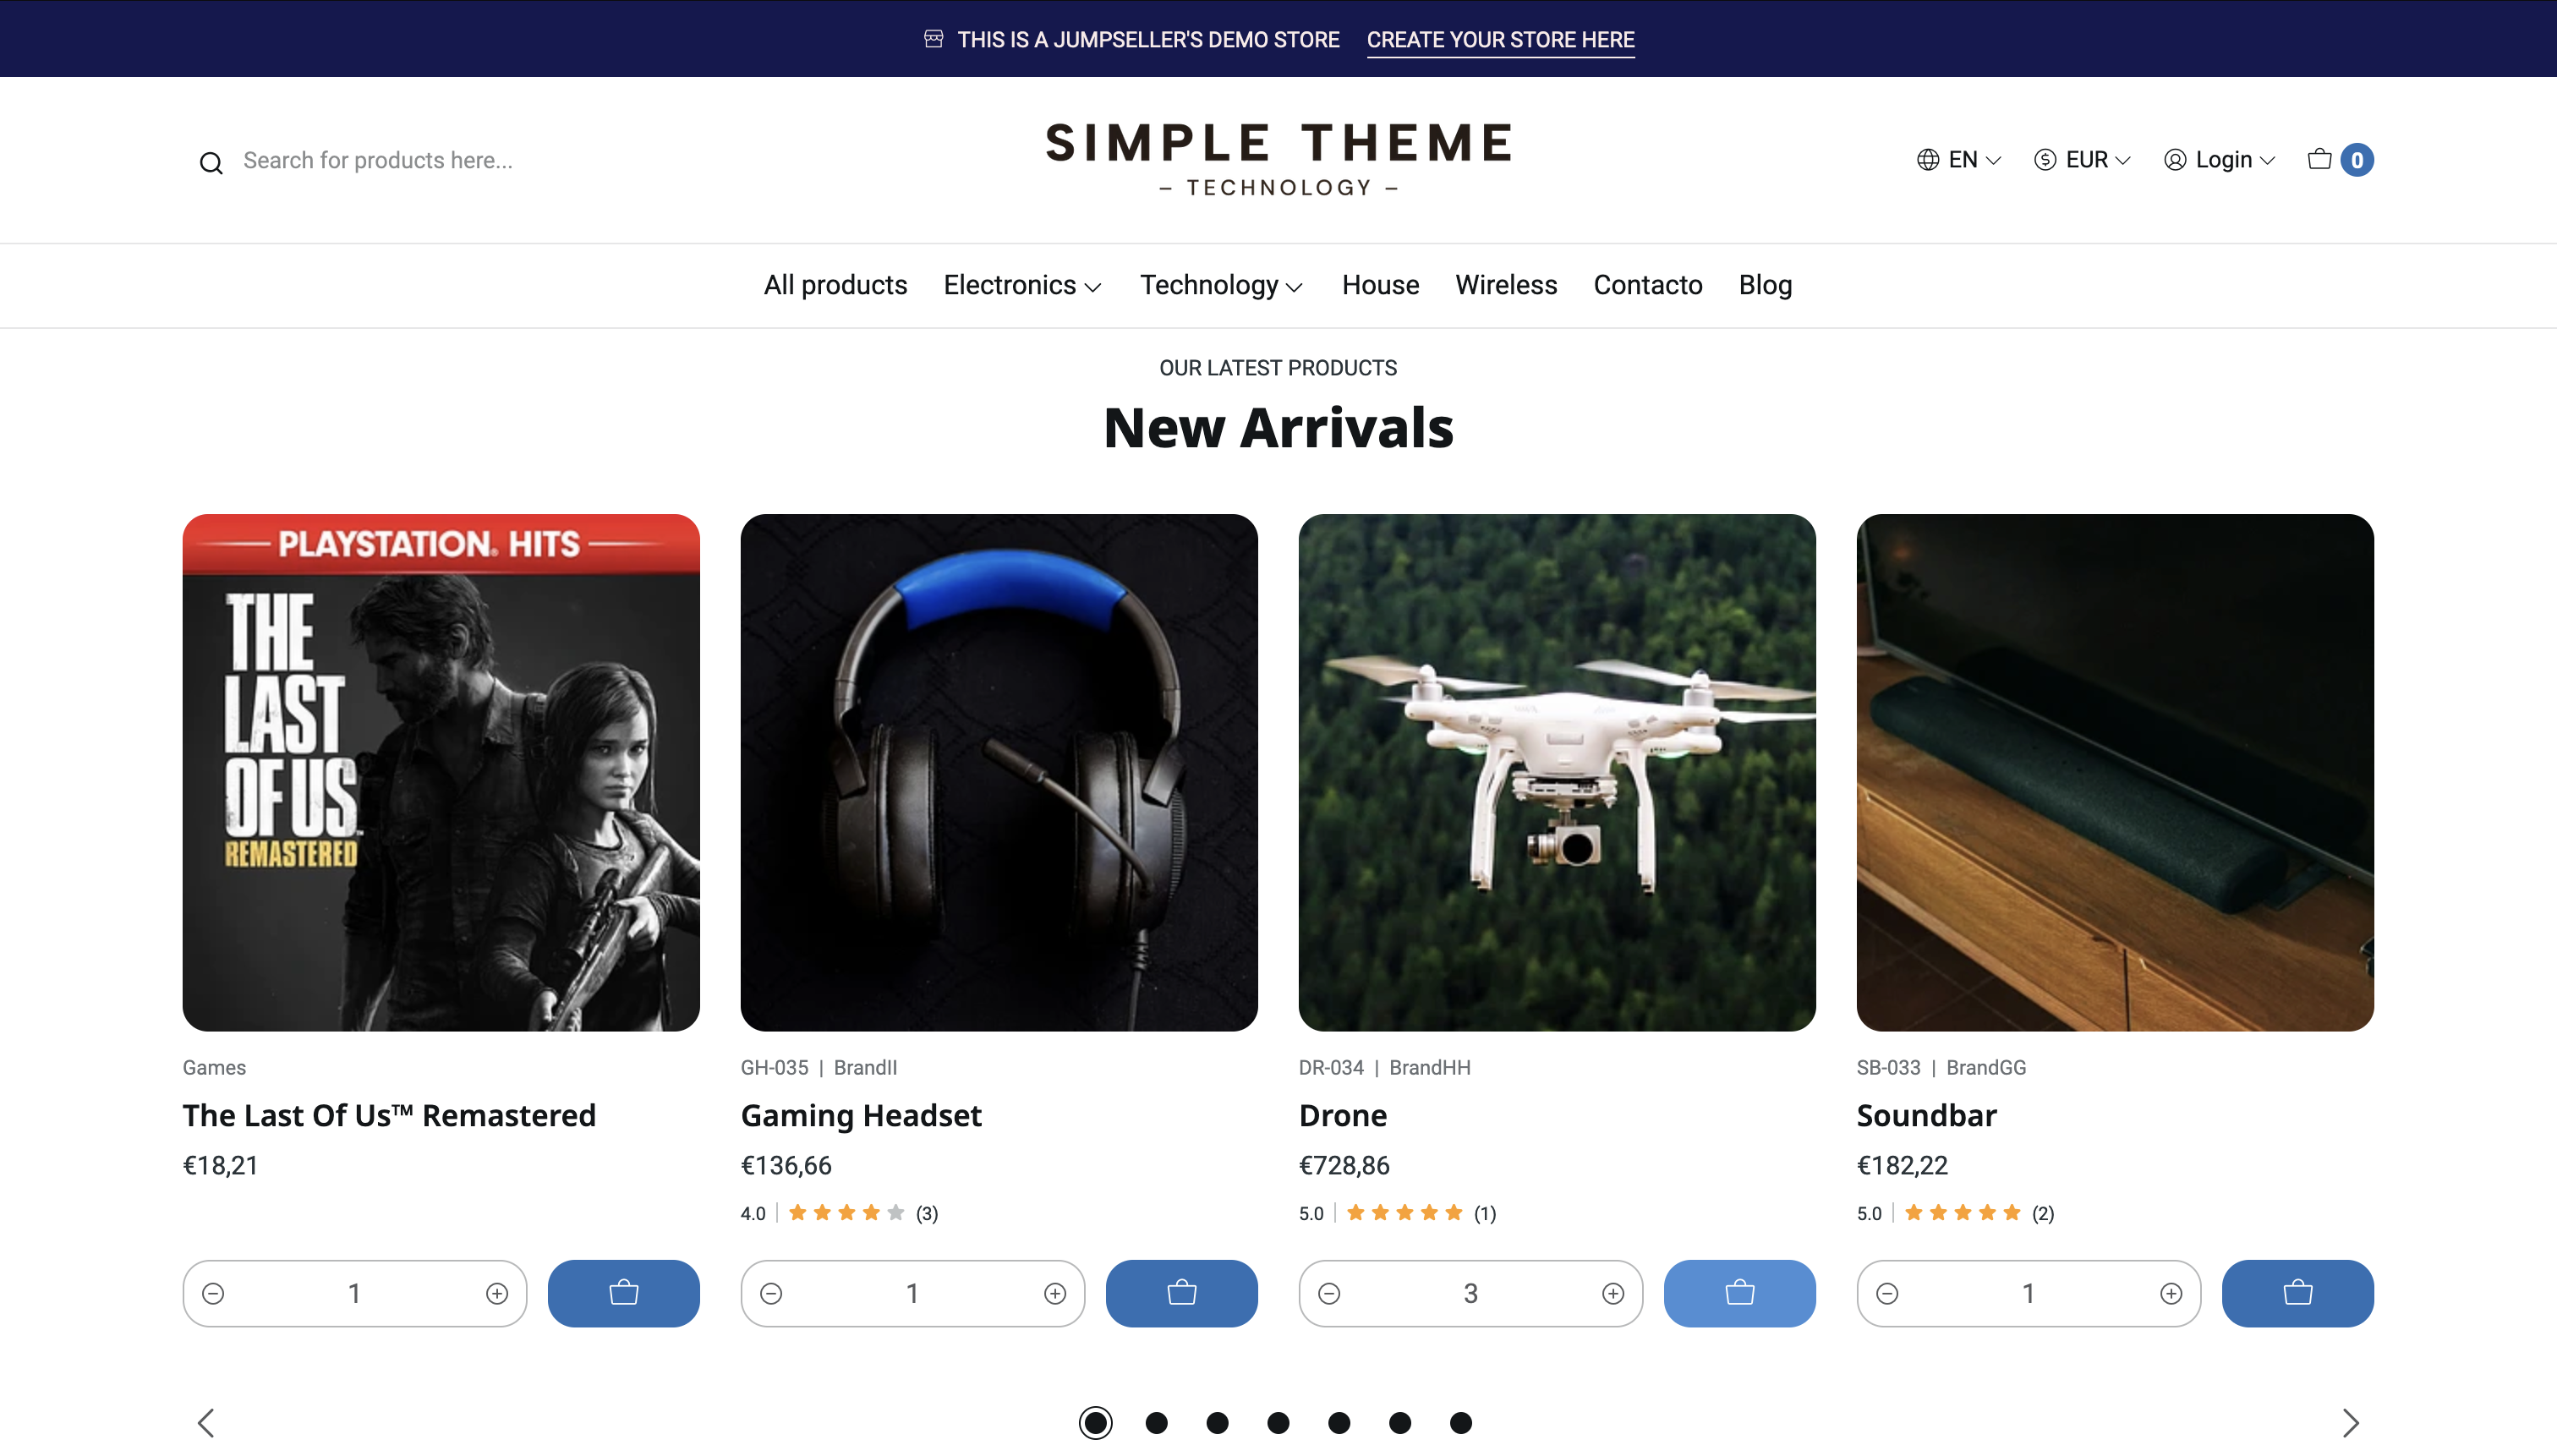 THIS IS A JUMPSELLER'S DEMO STORE CREATE YOUR STORE HERE
Search for products here...
SIMPLE THEME
– TECHNOLOGY –
EN
EUR
Login
0
All products Electronics Technology House Wireless Contacto Blog
OUR LATEST PRODUCTS
New Arrivals
PLAYSTATION® HITS
THE
LAST
OF US™
REMASTERED
Games
The Last Of Us™ Remastered
€18,21
1
GH-035 | BrandII
Gaming Headset
€136,66
4.0 (3)
1
DR-034 | BrandHH
Drone
€728,86
5.0 (1)
3
SB-033 | BrandGG
Soundbar
€182,22
5.0 (2)
1